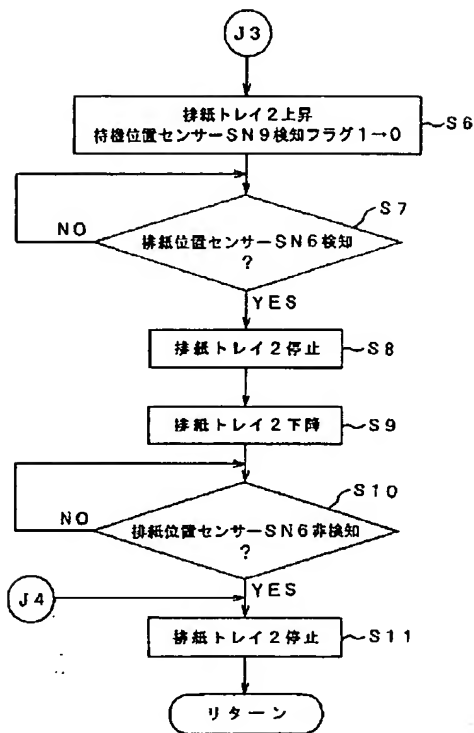 J3
排紙トレイ2上昇
待機位置センサーSN9検知フラグ1→0
S6
S7
NO
排紙位置センサーSN6検知
?
YES
排紙トレイ2停止
S8
排紙トレイ2下降
S9
S10
NO
排紙位置センサーSN6非検知
?
J4
YES
排紙トレイ2停止
S11
リターン